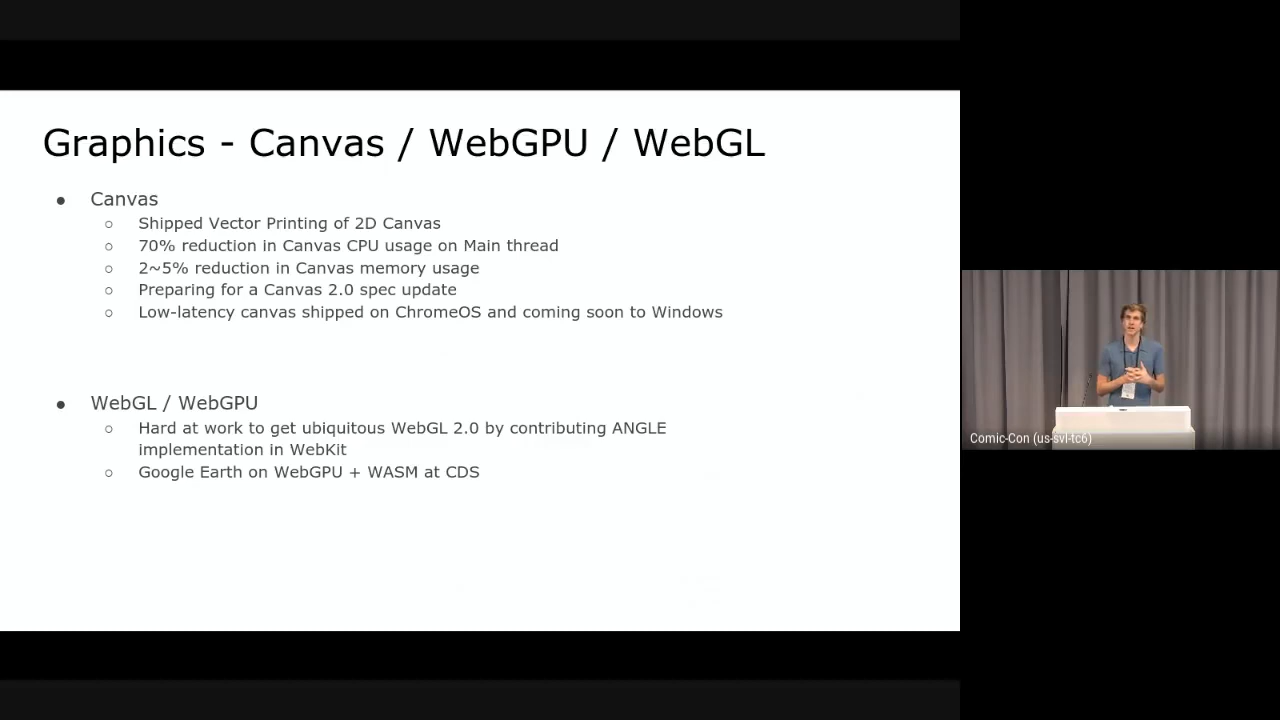 Graphics - Canvas / WebGPU / WebGL
● Canvas
○ Shipped Vector Printing of 2D Canvas
○ 70% reduction in Canvas CPU usage on Main thread
○ 2~5% reduction in Canvas memory usage
○ Preparing for a Canvas 2.0 spec update
○ Low-latency canvas shipped on ChromeOS and coming soon to Windows
● WebGL / WebGPU
○ Hard at work to get ubiquitous WebGL 2.0 by contributing ANGLE
implementation in WebKit
○ Google Earth on WebGPU + WASM at CDS
Comic-Con (us-svl-tc6)